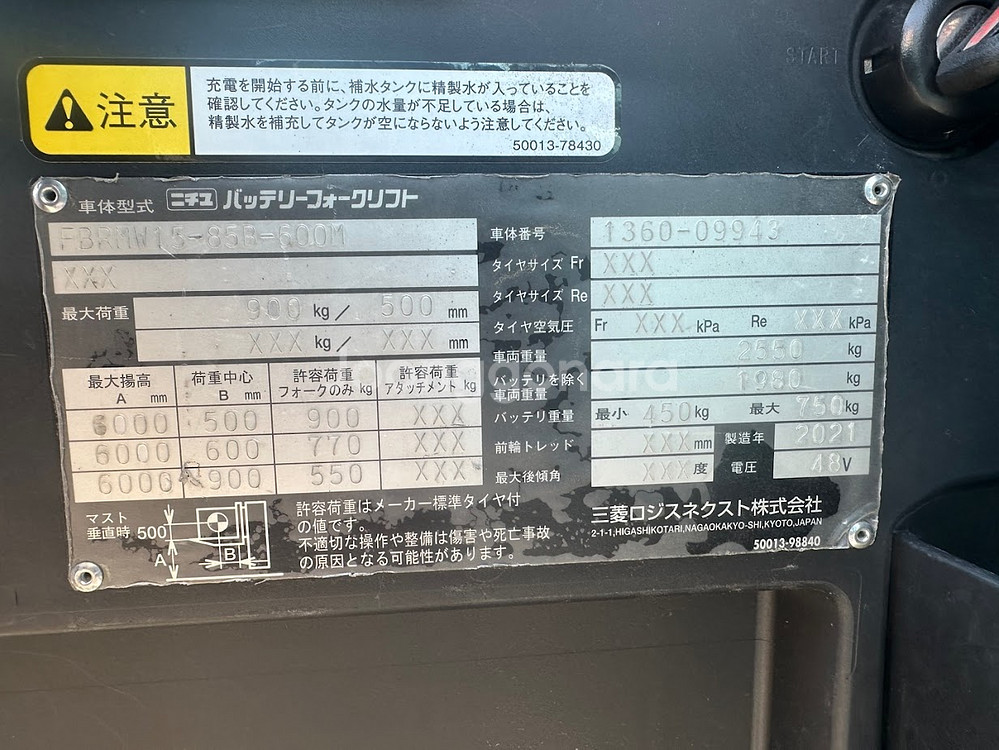 START
注意
充電を開始する前に、補水タンクに精製水が入っていることを
確認してください。タンクの水量が不足している場合は、
精製水を補充してタンクが空にならないよう注意してください。
50013-78430
車体型式 ニチユ バッテリーフォークリフト
FBRMW15-85B-600M
XXX
最大荷重 900 kg/ 500 mm
XXX kg/ XXX mm
最大揚高 A mm 荷重中心 B mm 許容荷重 フォークのみ kg 許容荷重 アタッチメント kg
6000 500 900 XXX
6000 600 770 XXX
6000 900 550 XXX
車体番号 1360-09943
タイヤサイズ Fr XXX
タイヤサイズ Re XXX
タイヤ空気圧 Fr XXX kPa Re XXX kPa
車両重量 2550 kg
バッテリを除く 車両重量 1980 kg
バッテリ重量 最小 450 kg 最大 750 kg
前輪トレッド XXX mm 製造年 2021
最大後傾角 XXX 度 電圧 48 V
マスト
垂直時 500
A
B
許容荷重はメーカー標準タイヤ付
の値です。
不適切な操作や整備は傷害や死亡事故
の原因となる可能性があります。
三菱ロジスネクスト株式会社
2-1-1,HIGASHIKOTARI,NAGAOKAKYO-SHI,KYOTO,JAPAN
50013-98840